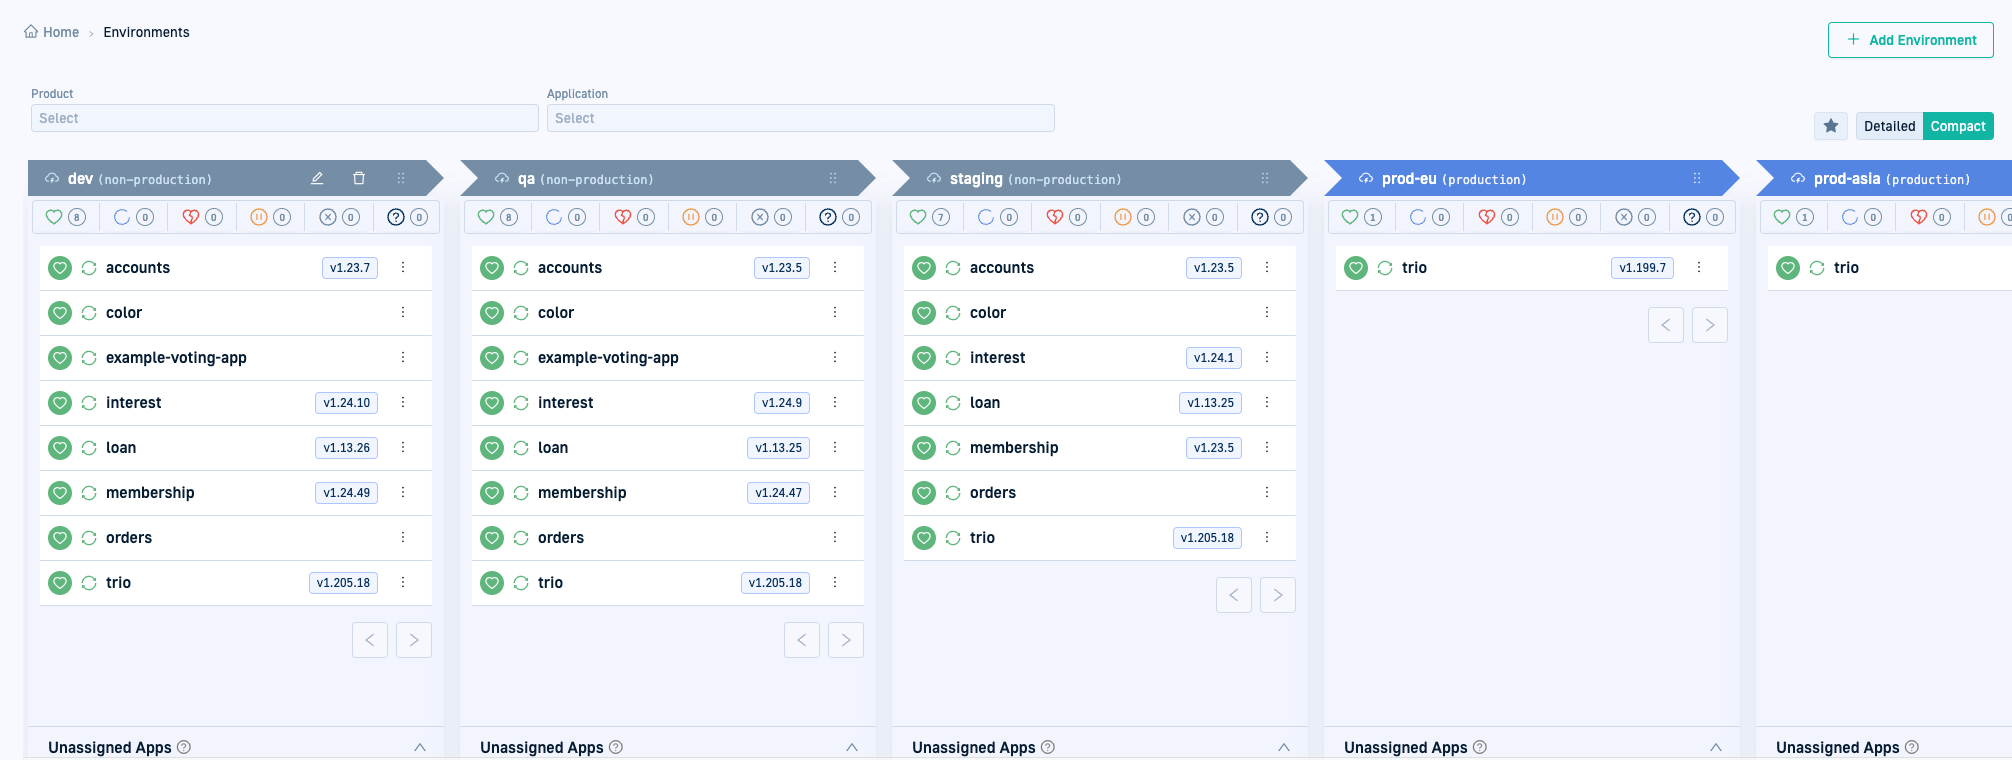 Home › Environments
+ Add Environment
Product
Application
Select
Select
Detailed Compact
dev (non-production)
8 0 0 0 0 0
accounts v1.23.7
color
example-voting-app
interest v1.24.10
loan v1.13.26
membership v1.24.49
orders
trio v1.205.18
Unassigned Apps
qa (non-production)
8 0 0 0 0 0
accounts v1.23.5
color
example-voting-app
interest v1.24.9
loan v1.13.25
membership v1.24.47
orders
trio v1.205.18
Unassigned Apps
staging (non-production)
7 0 0 0 0 0
accounts v1.23.5
color
interest v1.24.1
loan v1.13.25
membership v1.23.5
orders
trio v1.205.18
Unassigned Apps
prod-eu (production)
1 0 0 0 0 0
trio v1.199.7
Unassigned Apps
prod-asia (production)
1 0 0 0
trio
Unassigned Apps